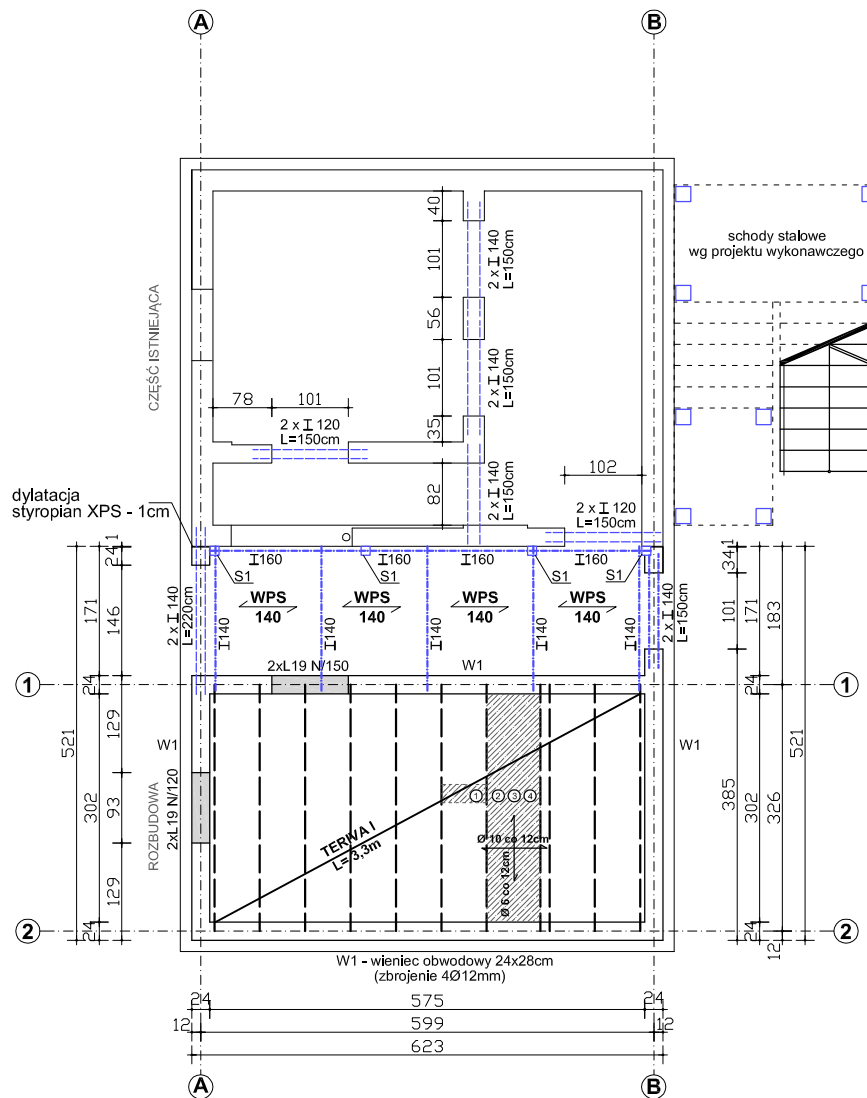 A
B
40
101
2 x I 140
L=150cm
schody stalowe
wg projektu wykonawczego
CZĘŚĆ ISTNIEJĄCA
56
101
2 x I 140
L=150cm
78
101
2 x I 120
L=150cm
35
82
2 x I 140
L=150cm
102
2 x I 120
L=150cm
dylatacja
styropian XPS - 1cm
I160
I160
I160
I160
S1
S1
S1
S1
24
1
171
146
2 x I 140
L=220cm
WPS
140
WPS
140
WPS
140
WPS
140
I140
I140
I140
I140
I140
2 x I 140
L=150cm
34
1
101
171
183
2xL19 N/150
W1
1
1
24
521
129
W1
W1
302
93
2xL19 N/120
ROZBUDOWA
129
24
TERIVA I
L= 3,3m
1
2
3
4
Ø 10 co 12cm
Ø 6 co 12cm
385
24
302
326
521
24
12
2
2
W1 - wieniec obwodowy 24x28cm
(zbrojenie 4Ø12mm)
24
575
24
12
599
12
623
A
B